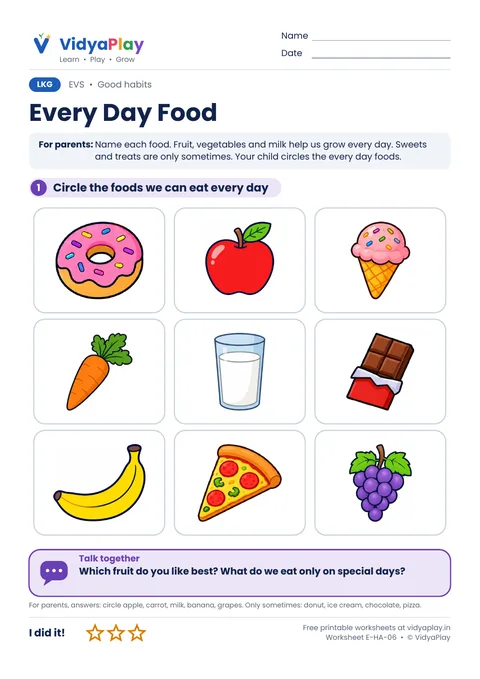 VidyaPlay
Learn • Play • Grow
Name
Date
LKG EVS • Good habits
Every Day Food
For parents: Name each food. Fruit, vegetables and milk help us grow every day. Sweets
and treats are only sometimes. Your child circles the every day foods.
1 Circle the foods we can eat every day
Talk together
Which fruit do you like best? What do we eat only on special days?
For parents, answers: circle apple, carrot, milk, banana, grapes. Only sometimes: donut, ice cream, chocolate, pizza.
I did it!
Free printable worksheets at vidyaplay.in
Worksheet E-HA-06 • © VidyaPlay